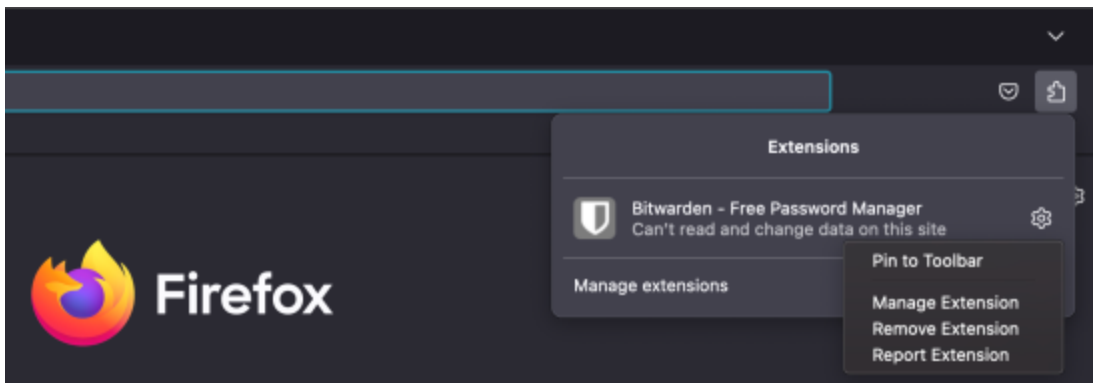 Extensions
Bitwarden - Free Password Manager
Can't read and change data on this site
Pin to Toolbar
Manage extensions
Manage Extension
Remove Extension
Report Extension
Firefox